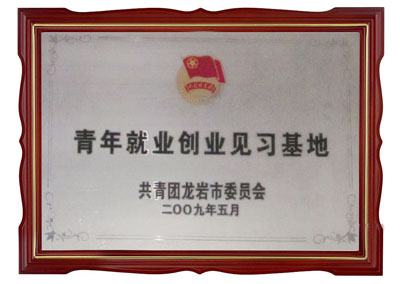 青年就业创业见习基地
共青团龙岩市委员会
二〇〇九年五月